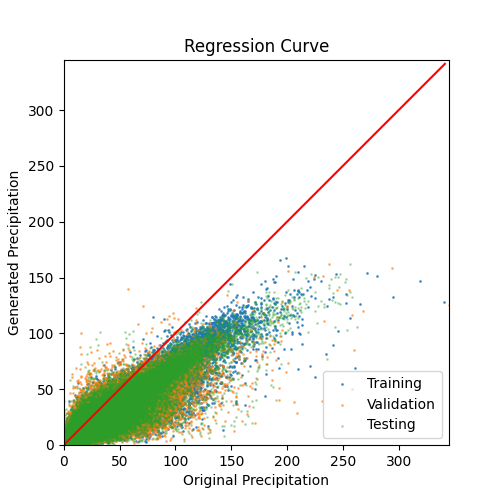 Regression Curve
Generated Precipitation
300
250
200
150
100
50
0
0 50 100 150 200 250 300
Original Precipitation
Training
Validation
Testing